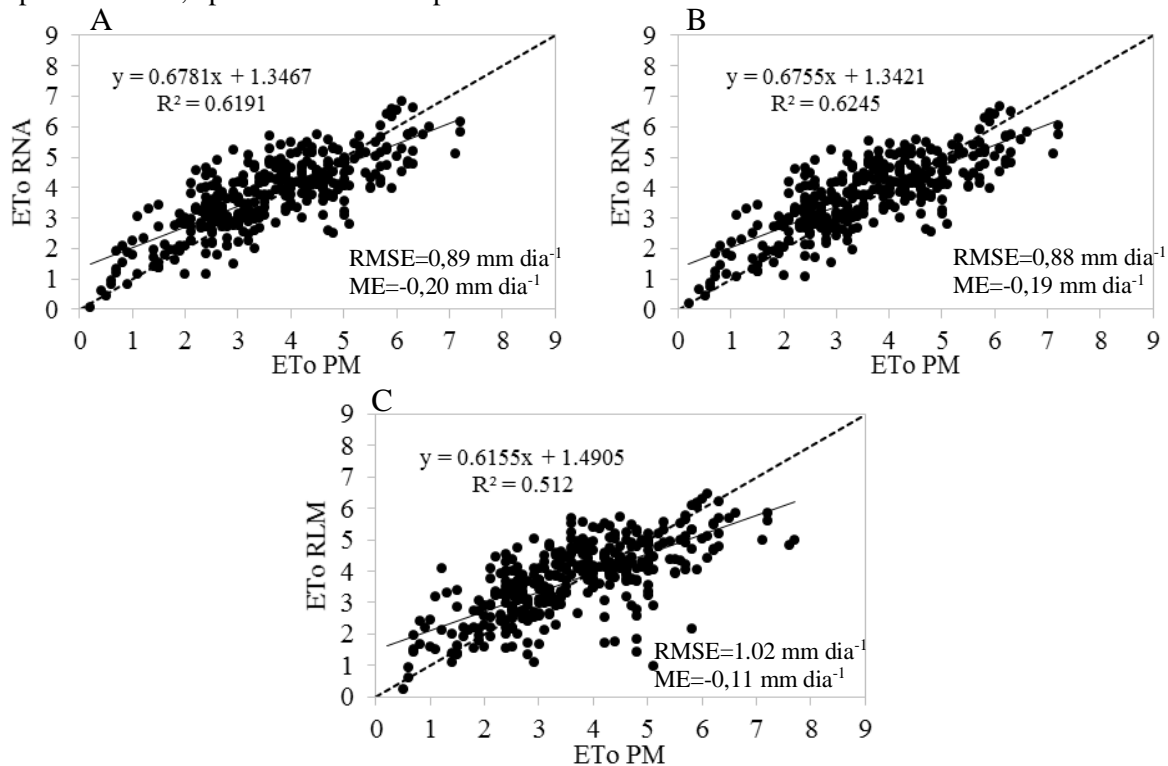 A
9
8
7
6
5
4
3
2
1
0
ETo RNA
y = 0.6781x + 1.3467
R² = 0.6191
RMSE=0,89 mm dia⁻¹
ME=-0,20 mm dia⁻¹
0 1 2 3 4 5 6 7 8 9
ETo PM
B
9
8
7
6
5
4
3
2
1
0
ETo RNA
y = 0.6755x + 1.3421
R² = 0.6245
RMSE=0,88 mm dia⁻¹
ME=-0,19 mm dia⁻¹
0 1 2 3 4 5 6 7 8 9
ETo PM
C
9
8
7
6
5
4
3
2
1
0
ETo RLM
y = 0.6155x + 1.4905
R² = 0.512
RMSE=1.02 mm dia⁻¹
ME=-0,11 mm dia⁻¹
0 1 2 3 4 5 6 7 8 9
ETo PM